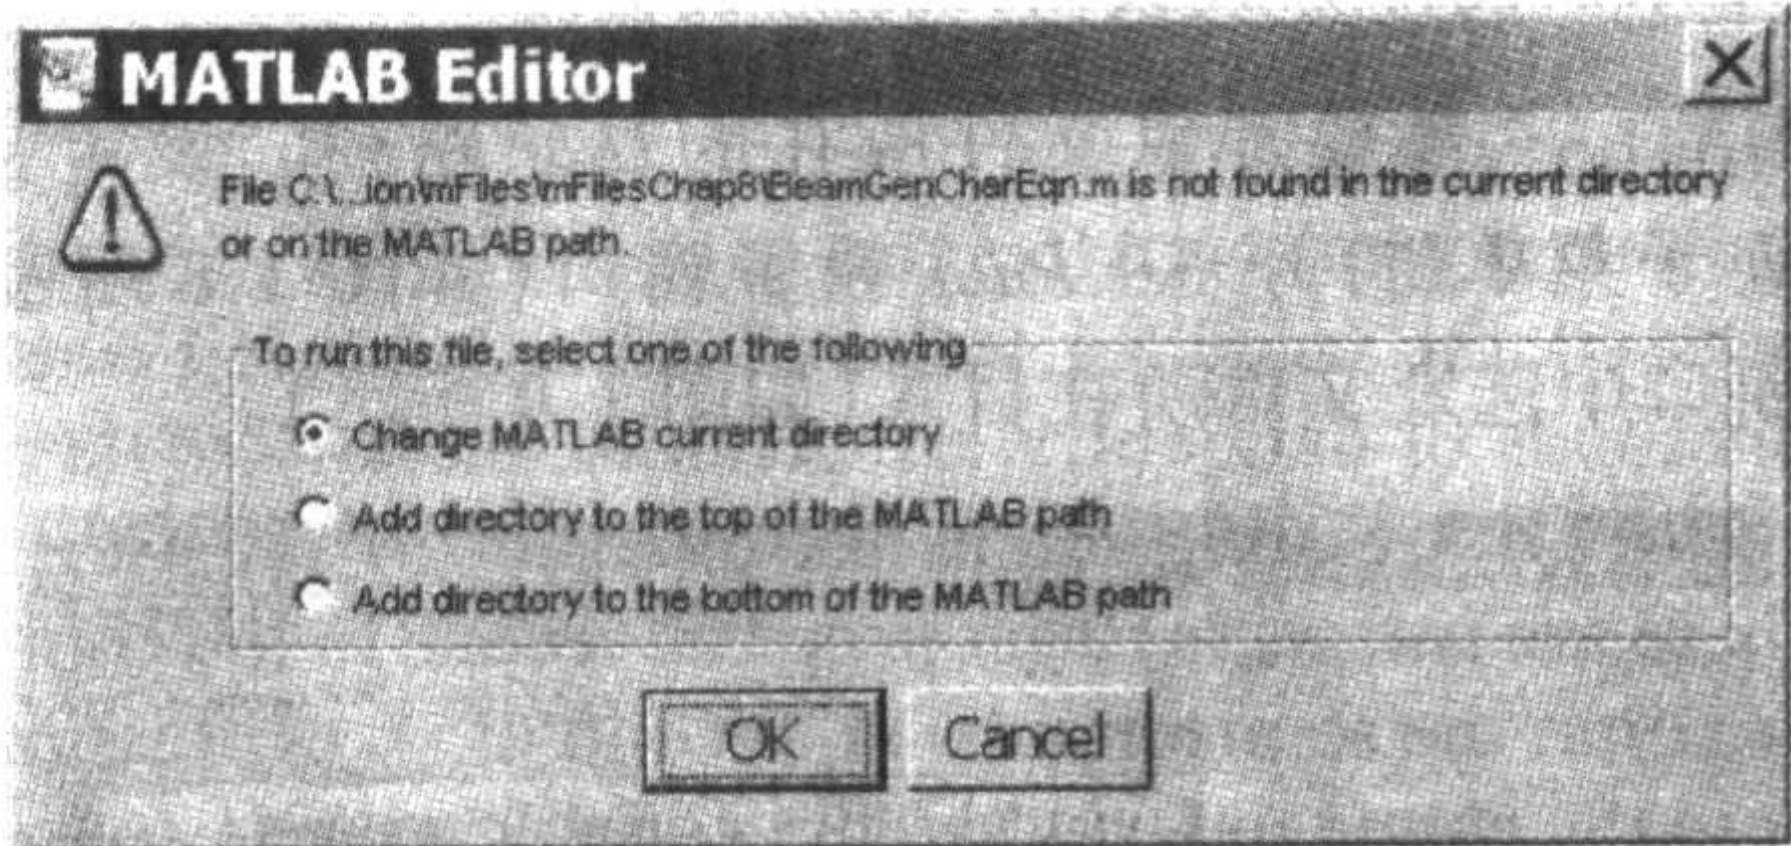 MATLAB Editor
File C:\...ion\mFiles\mFilesChap8\BeamGenCharEqn.m is not found in the current directory
or on the MATLAB path.
To run this file, select one of the following
Change MATLAB current directory
Add directory to the top of the MATLAB path
Add directory to the bottom of the MATLAB path
OK Cancel